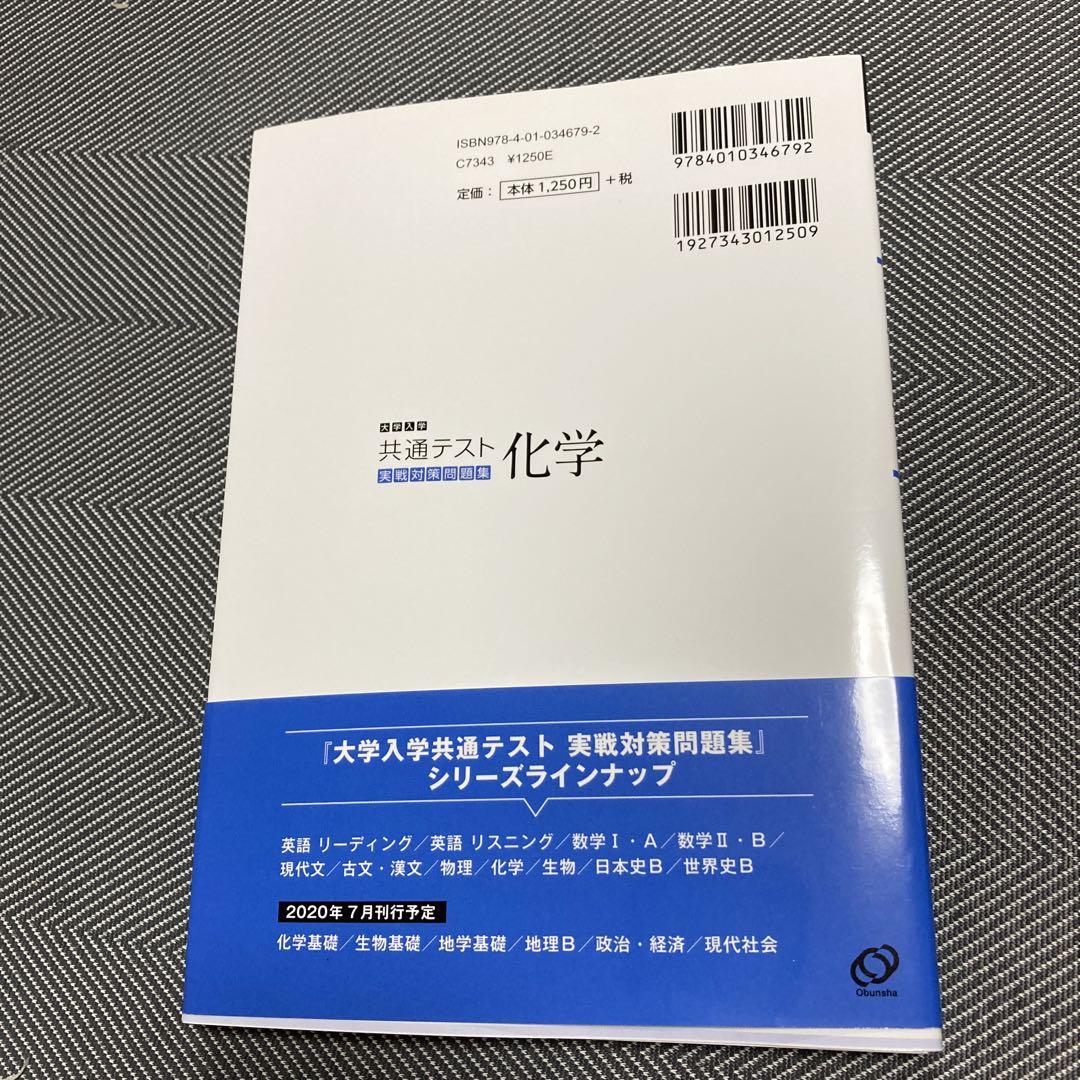 ISBN978-4-01-034679-2
C7343 ¥1250E
定価： 本体1,250円 ＋税
9784010346792
1927343012509
大学入学
共通テスト
実戦対策問題集
化学
『大学入学共通テスト 実戦対策問題集』
シリーズラインナップ
英語 リーディング／英語 リスニング／数学Ⅰ・A／数学Ⅱ・B／
現代文／古文・漢文／物理／化学／生物／日本史B／世界史B
2020年7月刊行予定
化学基礎／生物基礎／地学基礎／地理B／政治・経済／現代社会
Obunsha